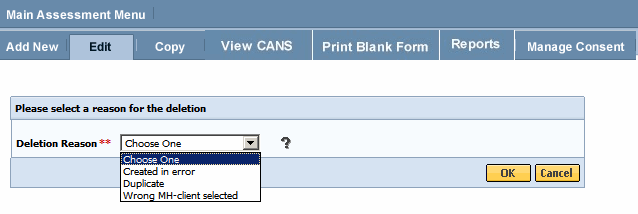 Main Assessment Menu
Add New Edit Copy View CANS Print Blank Form Reports Manage Consent
Please select a reason for the deletion
Deletion Reason ** Choose One ?
Choose One
Created in error
Duplicate
Wrong MH-client selected
OK Cancel